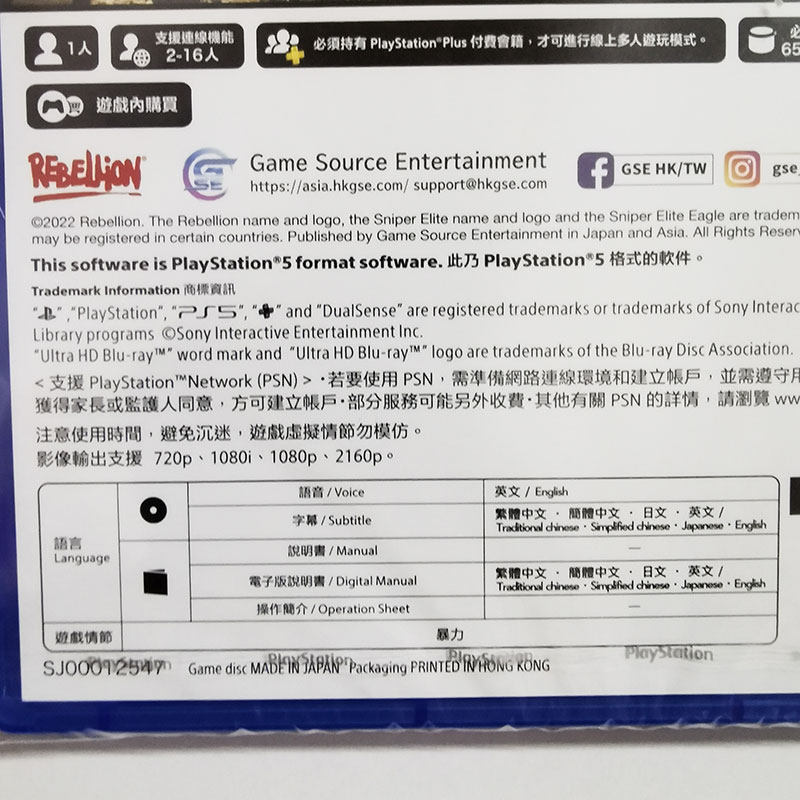 1人
支援連線機能
2-16人
必須持有 PlayStation®Plus 付費會籍，才可進行線上多人遊玩模式。
必
65
遊戲內購買
REBELLION®
GSE
Game Source Entertainment
https://asia.hkgse.com/ support@hkgse.com
GSE HK/TW
gse_
©2022 Rebellion. The Rebellion name and logo, the Sniper Elite name and logo and the Sniper Elite Eagle are tradem
may be registered in certain countries. Published by Game Source Entertainment in Japan and Asia. All Rights Reser
This software is PlayStation®5 format software. 此乃 PlayStation®5 格式的軟件。
Trademark Information 商標資訊
“ ” ,“PlayStation”, “PS5”, “ ” and “DualSense” are registered trademarks or trademarks of Sony Interac
Library programs ©Sony Interactive Entertainment Inc.
“Ultra HD Blu-ray™” word mark and “Ultra HD Blu-ray™” logo are trademarks of the Blu-ray Disc Association.
< 支援 PlayStation™Network (PSN) > ・若要使用 PSN，需準備網路連線環境和建立帳戶，並需遵守用
獲得家長或監護人同意，方可建立帳戶・部分服務可能另外收費・其他有關 PSN 的詳情，請瀏覽 ww
注意使用時間，避免沉迷，遊戲虛擬情節勿模仿。
影像輸出支援 720p、1080i、1080p、2160p。
語言
Language
語音 / Voice
英文 / English
字幕 / Subtitle
繁體中文 ・ 簡體中文 ・ 日文 ・ 英文 /
Traditional chinese・Simplified chinese・Japanese・English
說明書 / Manual
—
電子版說明書 / Digital Manual
繁體中文 ・ 簡體中文 ・ 日文 ・ 英文 /
Traditional chinese・Simplified chinese・Japanese・English
操作簡介 / Operation Sheet
—
遊戲情節
暴力
SJ00012547
Game disc MADE IN JAPAN Packaging PRINTED IN HONG KONG
PlayStation PlayStation PlayStation PlayStation